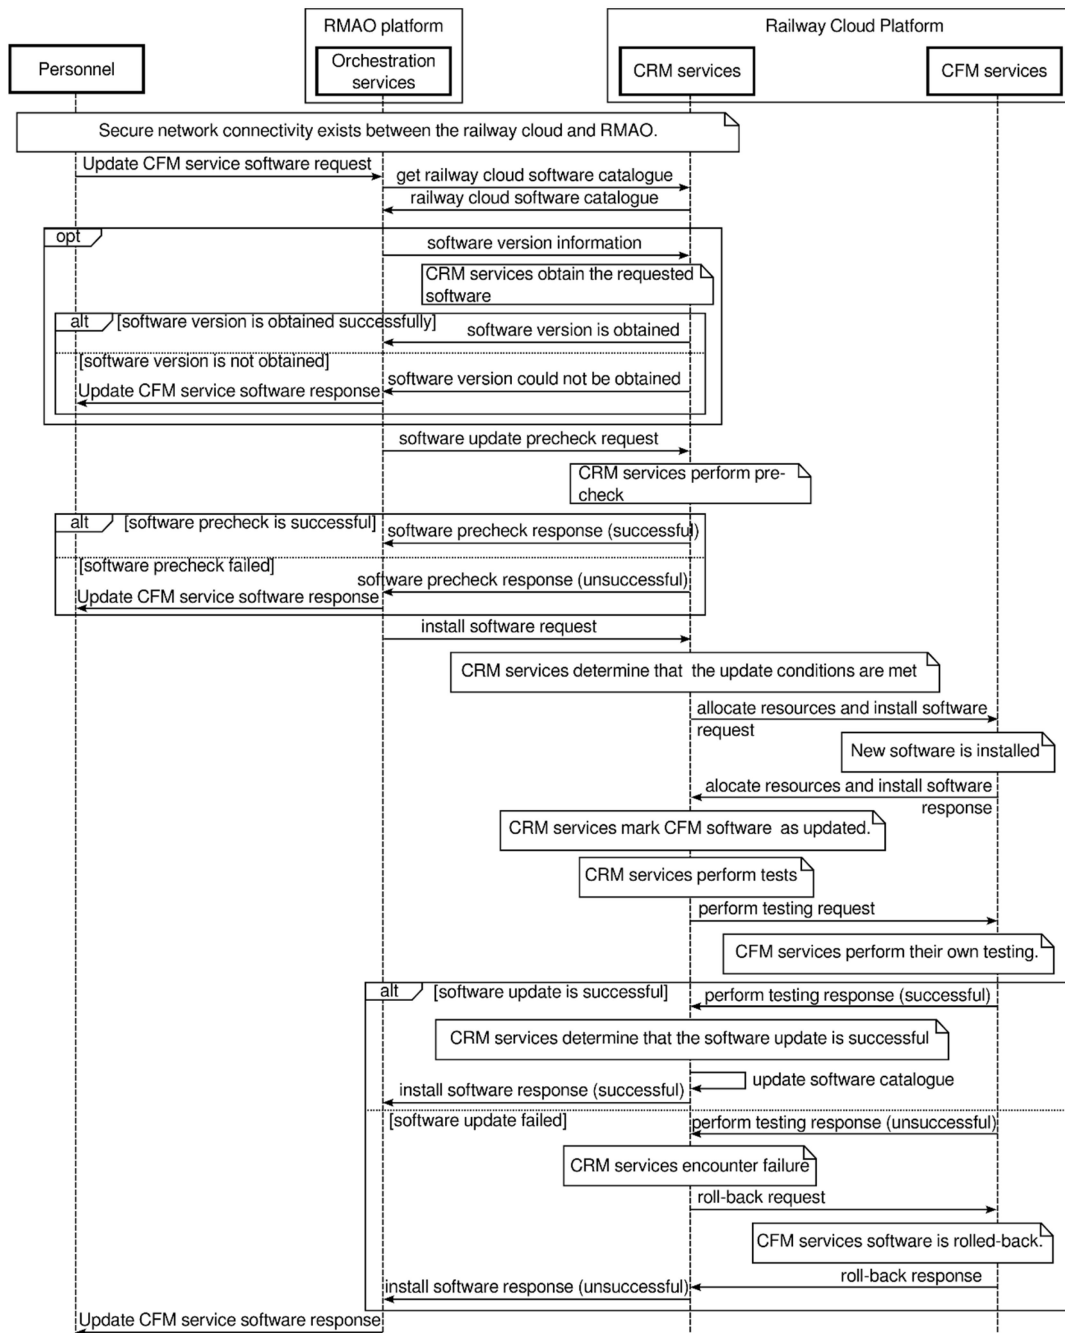 RMAO platform
Railway Cloud Platform
Personnel
Orchestration
services
CRM services
CFM services
Secure network connectivity exists between the railway cloud and RMAO.
Update CFM service software request
get railway cloud software catalogue
railway cloud software catalogue
opt
software version information
CRM services obtain the requested
software
alt
[software version is obtained successfully]
software version is obtained
[software version is not obtained]
software version could not be obtained
Update CFM service software response
software update precheck request
CRM services perform pre-
check
alt
[software precheck is successful]
software precheck response (successful)
[software precheck failed]
software precheck response (unsuccessful)
Update CFM service software response
install software request
CRM services determine that the update conditions are met
allocate resources and install software
request
New software is installed
alocate resources and install software
response
CRM services mark CFM software as updated.
CRM services perform tests
perform testing request
CFM services perform their own testing.
alt
[software update is successful]
perform testing response (successful)
CRM services determine that the software update is successful
update software catalogue
install software response (successful)
[software update failed]
perform testing response (unsuccessful)
CRM services encounter failure
roll-back request
CFM services software is rolled-back.
roll-back response
install software response (unsuccessful)
Update CFM service software response